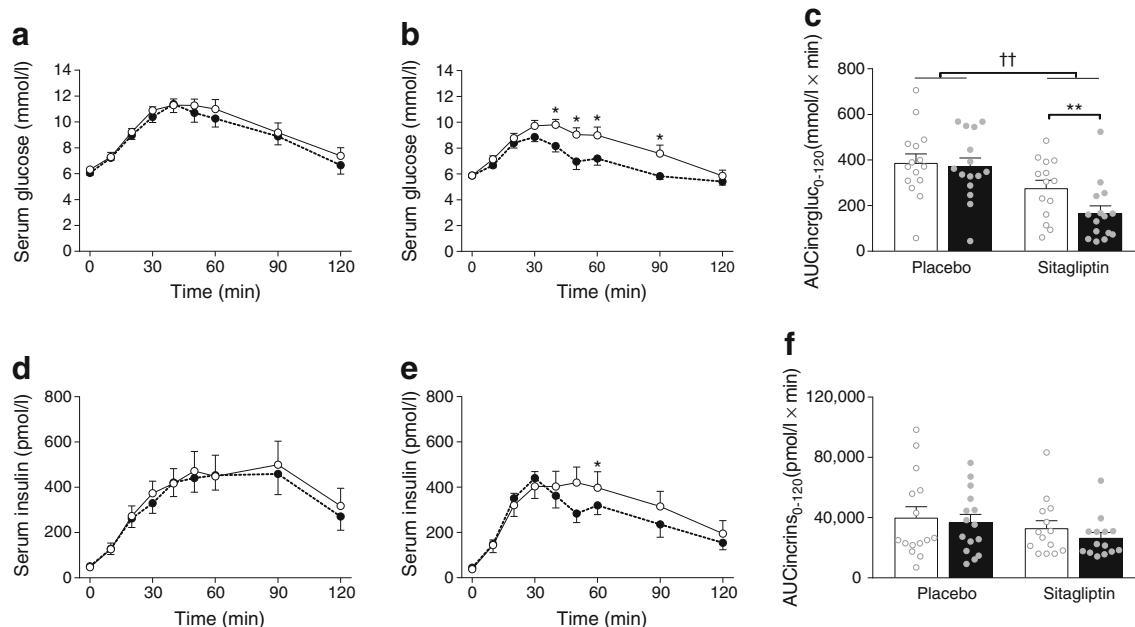 a
Serum glucose (mmol/l)
14
12
10
8
6
4
2
0
0 30 60 90 120
Time (min)
b
Serum glucose (mmol/l)
14
12
10
8
6
4
2
0
* * * *
0 30 60 90 120
Time (min)
c
AUCincrgluc0-120(mmol/l × min)
800
600
400
200
0
††
**
Placebo Sitagliptin
d
Serum insulin (pmol/l)
800
600
400
200
0
0 30 60 90 120
Time (min)
e
Serum insulin (pmol/l)
800
600
400
200
0
*
0 30 60 90 120
Time (min)
f
AUCincrins0-120(pmol/l × min)
120,000
80,000
40,000
0
Placebo Sitagliptin